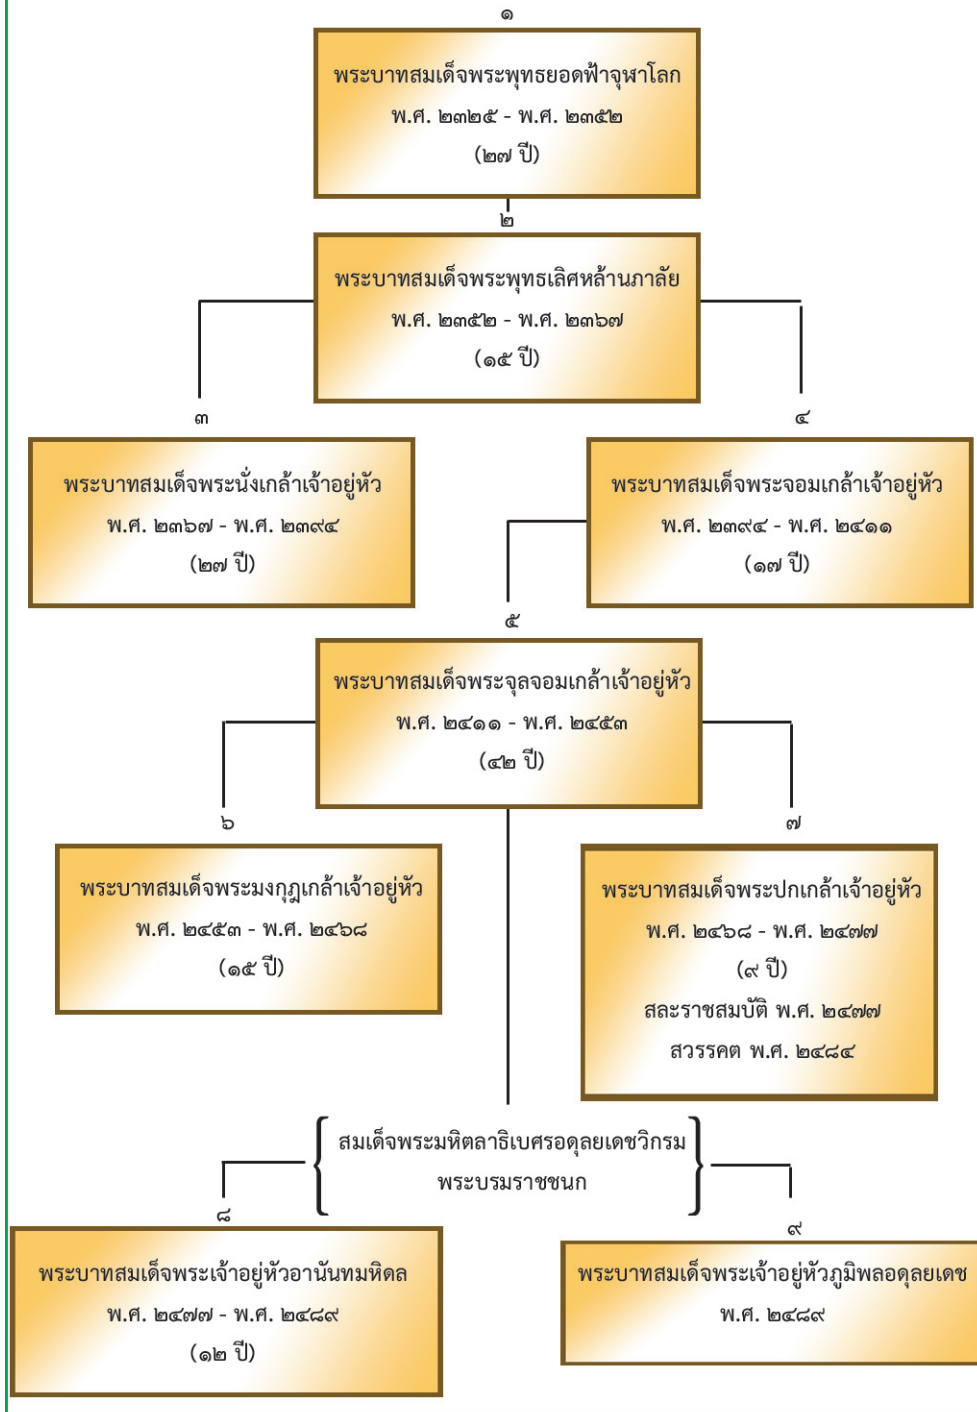 ๑
พระบาทสมเด็จพระพุทธยอดฟ้าจุฬาโลก
พ.ศ. ๒๓๒๕ - พ.ศ. ๒๓๕๒
(๒๗ ปี)
๒
พระบาทสมเด็จพระพุทธเลิศหล้านภาลัย
พ.ศ. ๒๓๕๒ - พ.ศ. ๒๓๖๗
(๑๕ ปี)
๓
พระบาทสมเด็จพระนั่งเกล้าเจ้าอยู่หัว
พ.ศ. ๒๓๖๗ - พ.ศ. ๒๓๙๔
(๒๗ ปี)
๔
พระบาทสมเด็จพระจอมเกล้าเจ้าอยู่หัว
พ.ศ. ๒๓๙๔ - พ.ศ. ๒๔๑๑
(๑๗ ปี)
๕
พระบาทสมเด็จพระจุลจอมเกล้าเจ้าอยู่หัว
พ.ศ. ๒๔๑๑ - พ.ศ. ๒๔๕๓
(๔๒ ปี)
๖
พระบาทสมเด็จพระมงกุฎเกล้าเจ้าอยู่หัว
พ.ศ. ๒๔๕๓ - พ.ศ. ๒๔๖๘
(๑๕ ปี)
๗
พระบาทสมเด็จพระปกเกล้าเจ้าอยู่หัว
พ.ศ. ๒๔๖๘ - พ.ศ. ๒๔๗๗
(๙ ปี)
สละราชสมบัติ พ.ศ. ๒๔๗๗
สวรรคต พ.ศ. ๒๔๘๔
สมเด็จพระมหิตลาธิเบศรอดุลยเดชวิกรม
พระบรมราชชนก
๘
พระบาทสมเด็จพระเจ้าอยู่หัวอานันทมหิดล
พ.ศ. ๒๔๗๗ - พ.ศ. ๒๔๘๙
(๑๒ ปี)
๙
พระบาทสมเด็จพระเจ้าอยู่หัวภูมิพลอดุลยเดช
พ.ศ. ๒๔๘๙